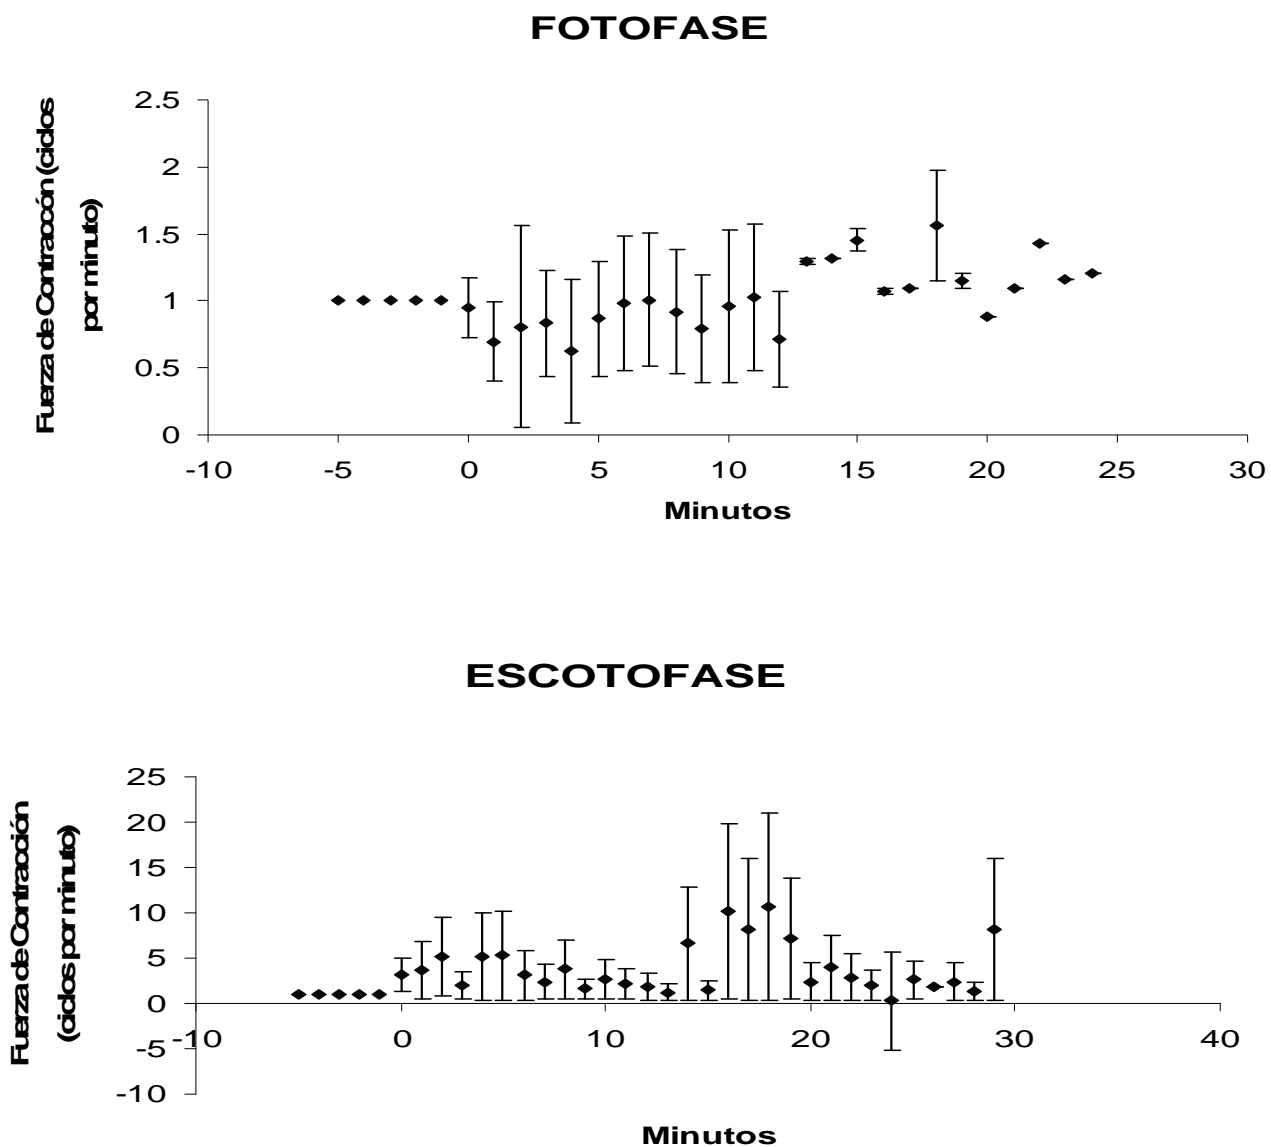 FOTOFASE
Fuerza de Contracción (ciclos
por minuto)
2.5
2
1.5
1
0.5
0
-10 -5 0 5 10 15 20 25 30
Minutos
ESCOTOFASE
Fuerza de Contracción
(ciclos por minuto)
25
20
15
10
5
0
-5
-10
-10 0 10 20 30 40
Minutos